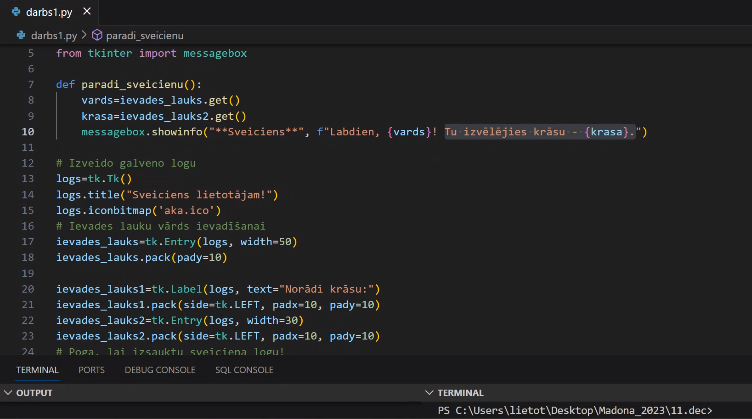 darbs1.py
darbs1.py > paradi_sveicienu
5 from tkinter import messagebox
6
7 def paradi_sveicienu():
8     vards=ievades_lauks.get()
9     krasa=ievades_lauks2.get()
10     messagebox.showinfo("**Sveiciens**", f"Labdien, {vards}! Tu izvēlējies krāsu - {krasa}.")
11
12 # Izveido galveno logu
13 logs=tk.Tk()
14 logs.title("Sveiciens lietotājam!")
15 logs.iconbitmap('aka.ico')
16 # Ievades lauku vārds ievadīšanai
17 ievades_lauks=tk.Entry(logs, width=50)
18 ievades_lauks.pack(pady=10)
19
20 ievades_lauks1=tk.Label(logs, text="Norādi krāsu:")
21 ievades_lauks1.pack(side=tk.LEFT, padx=10, pady=10)
22 ievades_lauks2=tk.Entry(logs, width=30)
23 ievades_lauks2.pack(side=tk.LEFT, padx=10, pady=10)
24 # Poga, lai izsauktu sveiciena logu!
TERMINAL PORTS DEBUG CONSOLE SQL CONSOLE
OUTPUT
TERMINAL
PS C:\Users\lietot\Desktop\Madona_2023\11.dec>